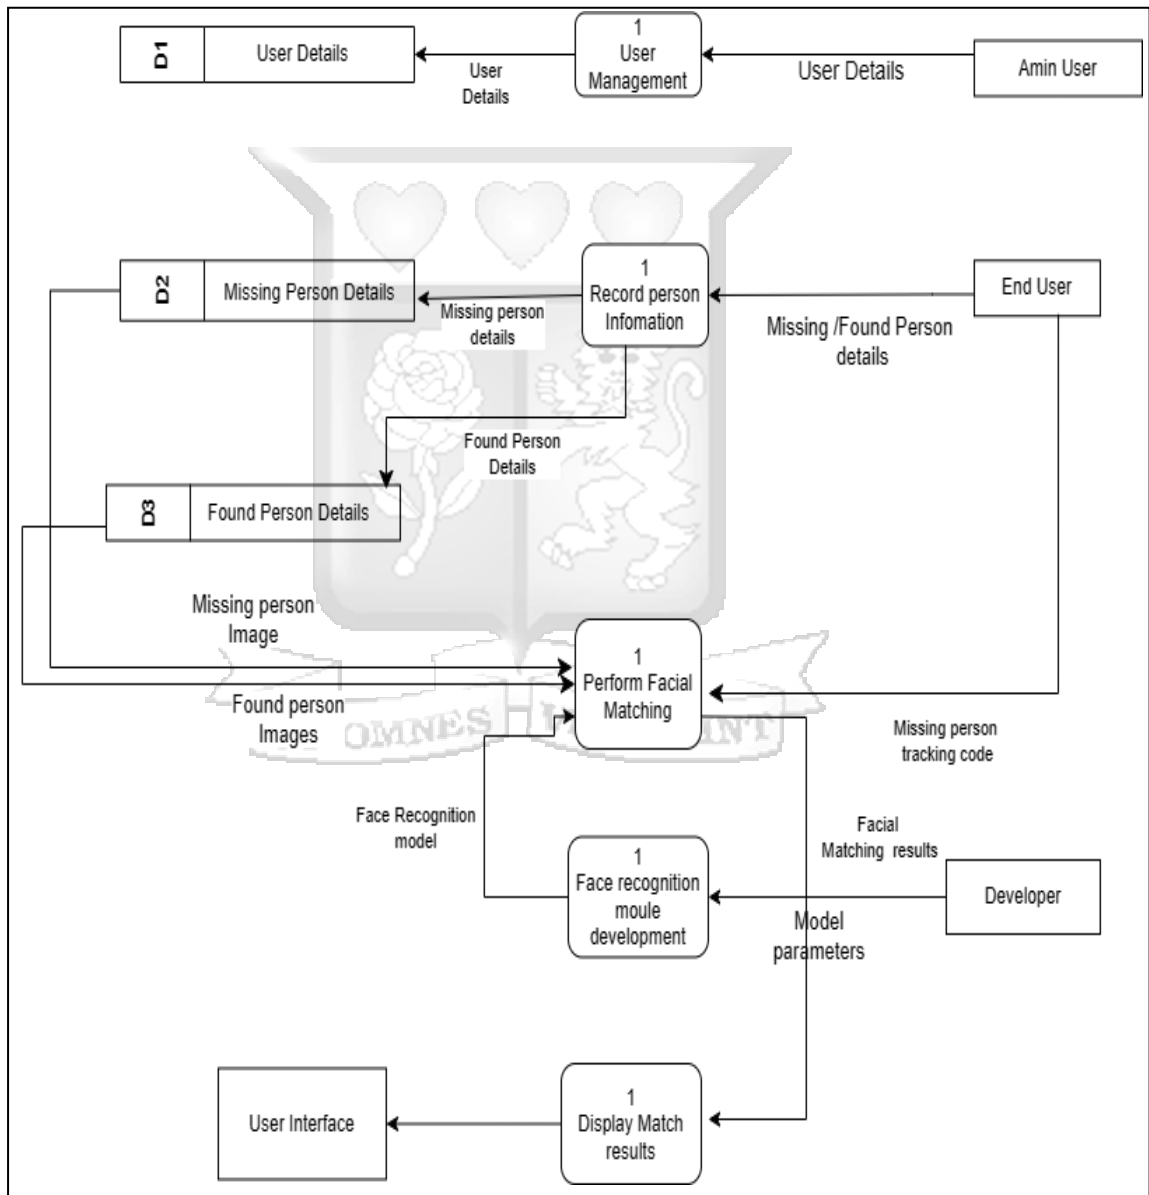 D1
User Details
1
User
Management
User
Details
User Details
Amin User
D2
Missing Person Details
1
Record person
Infomation
End User
Missing person
details
Missing /Found Person
details
Found Person
Details
D3
Found Person Details
Missing person
Image
1
Perform Facial
Matching
Found person
Images
OMNES
Missing person
tracking code
Face Recognition
model
Facial
Matching results
1
Face recognition
moule
development
Developer
Model
parameters
1
Display Match
results
User Interface